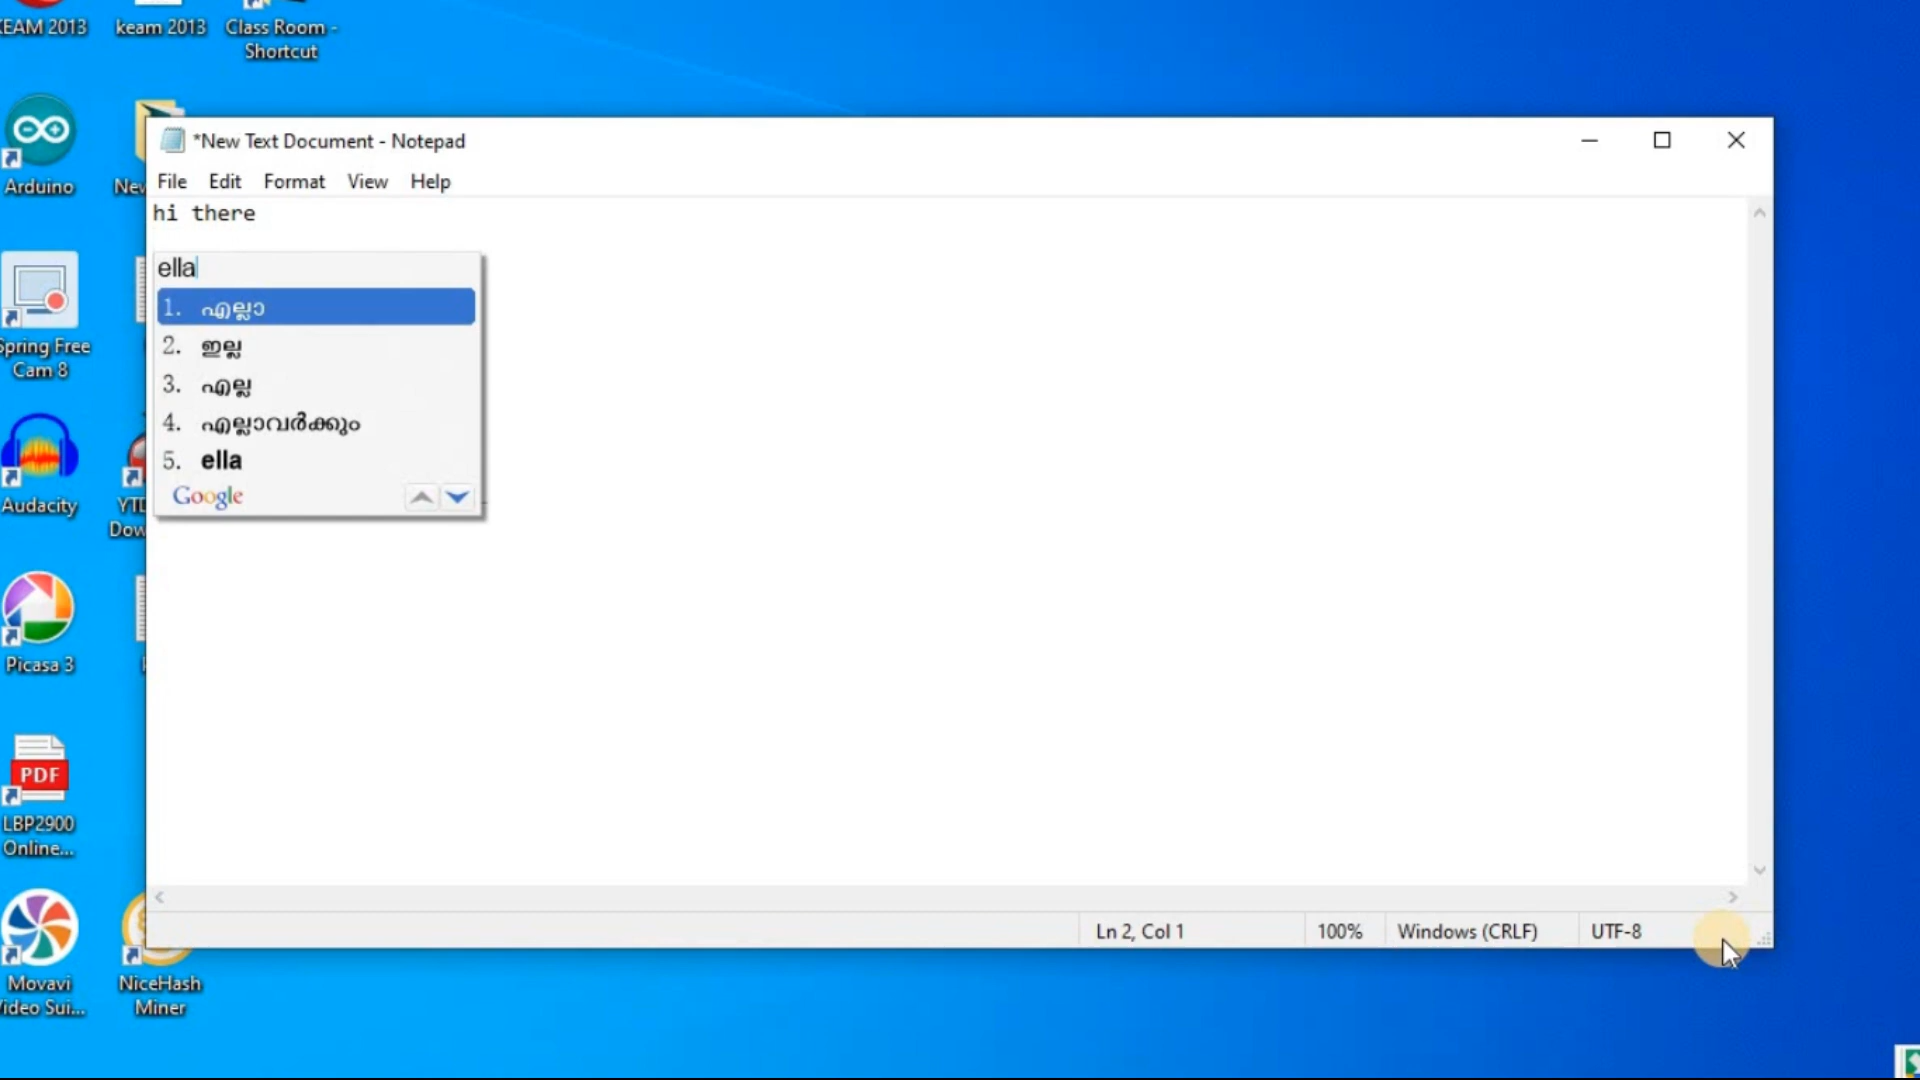 KEAM 2013
keam 2013
Class Room -
Shortcut
Arduino
Spring Free
Cam 8
Audacity
Picasa 3
PDF
LBP2900
Online...
Movavi
Video Sui...
NiceHash
Miner
*New Text Document - Notepad
File Edit Format View Help
hi there
ella
1. എല്ലാ
2. ഇല്ല
3. എല്ല
4. എല്ലാവർക്കും
5. ella
Google
Ln 2, Col 1 100% Windows (CRLF) UTF-8